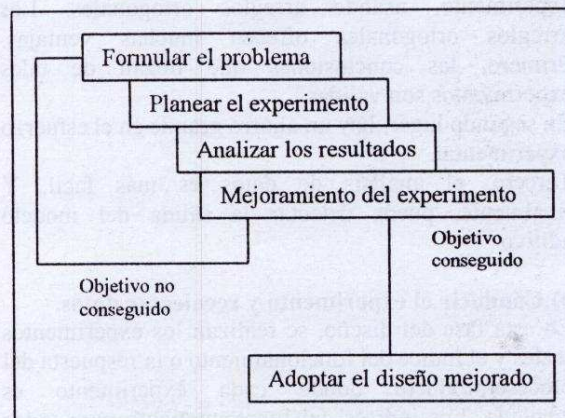 Formular el problema
Planear el experimento
Analizar los resultados
Mejoramiento del experimento
Objetivo
conseguido
Objetivo no
conseguido
Adoptar el diseño mejorado